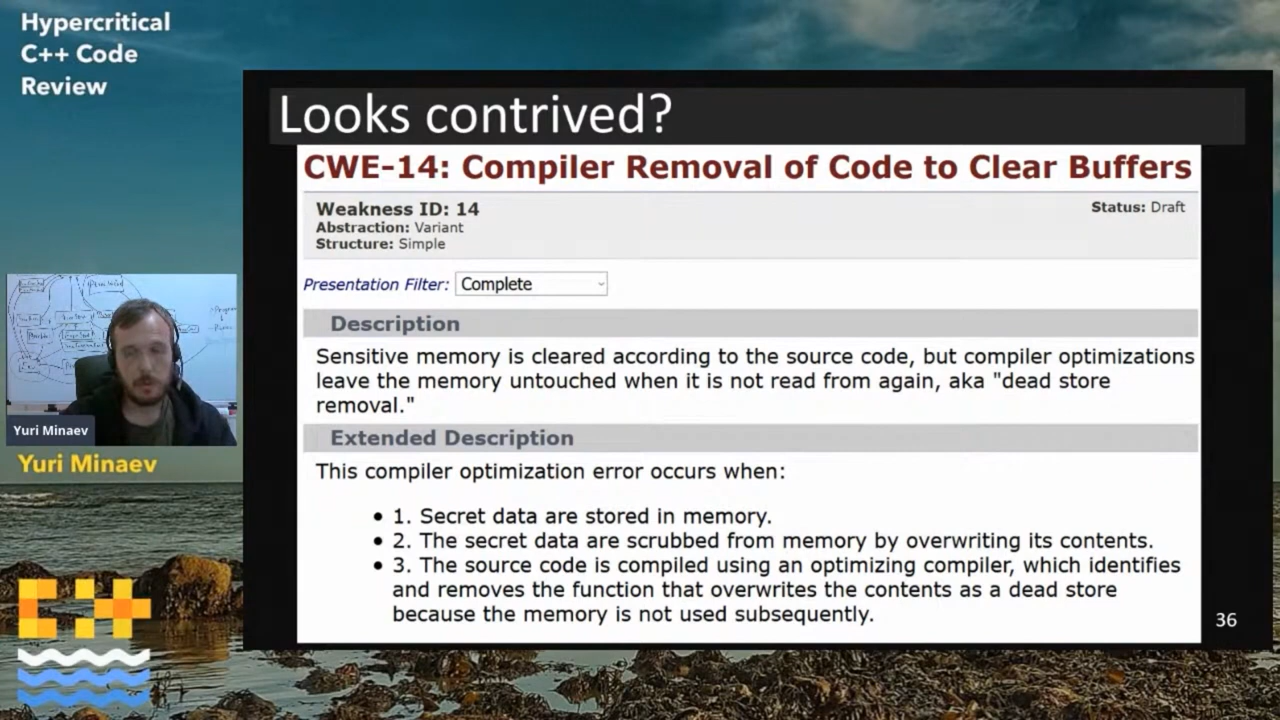 Hypercritical
C++ Code
Review
Looks contrived?
CWE-14: Compiler Removal of Code to Clear Buffers
Weakness ID: 14
Status: Draft
Abstraction: Variant
Structure: Simple
Presentation Filter: Complete
Description
Sensitive memory is cleared according to the source code, but compiler optimizations
leave the memory untouched when it is not read from again, aka "dead store
removal."
Extended Description
This compiler optimization error occurs when:
• 1. Secret data are stored in memory.
• 2. The secret data are scrubbed from memory by overwriting its contents.
• 3. The source code is compiled using an optimizing compiler, which identifies
and removes the function that overwrites the contents as a dead store
because the memory is not used subsequently.
36
Yuri Minaev
Yuri Minaev
C++